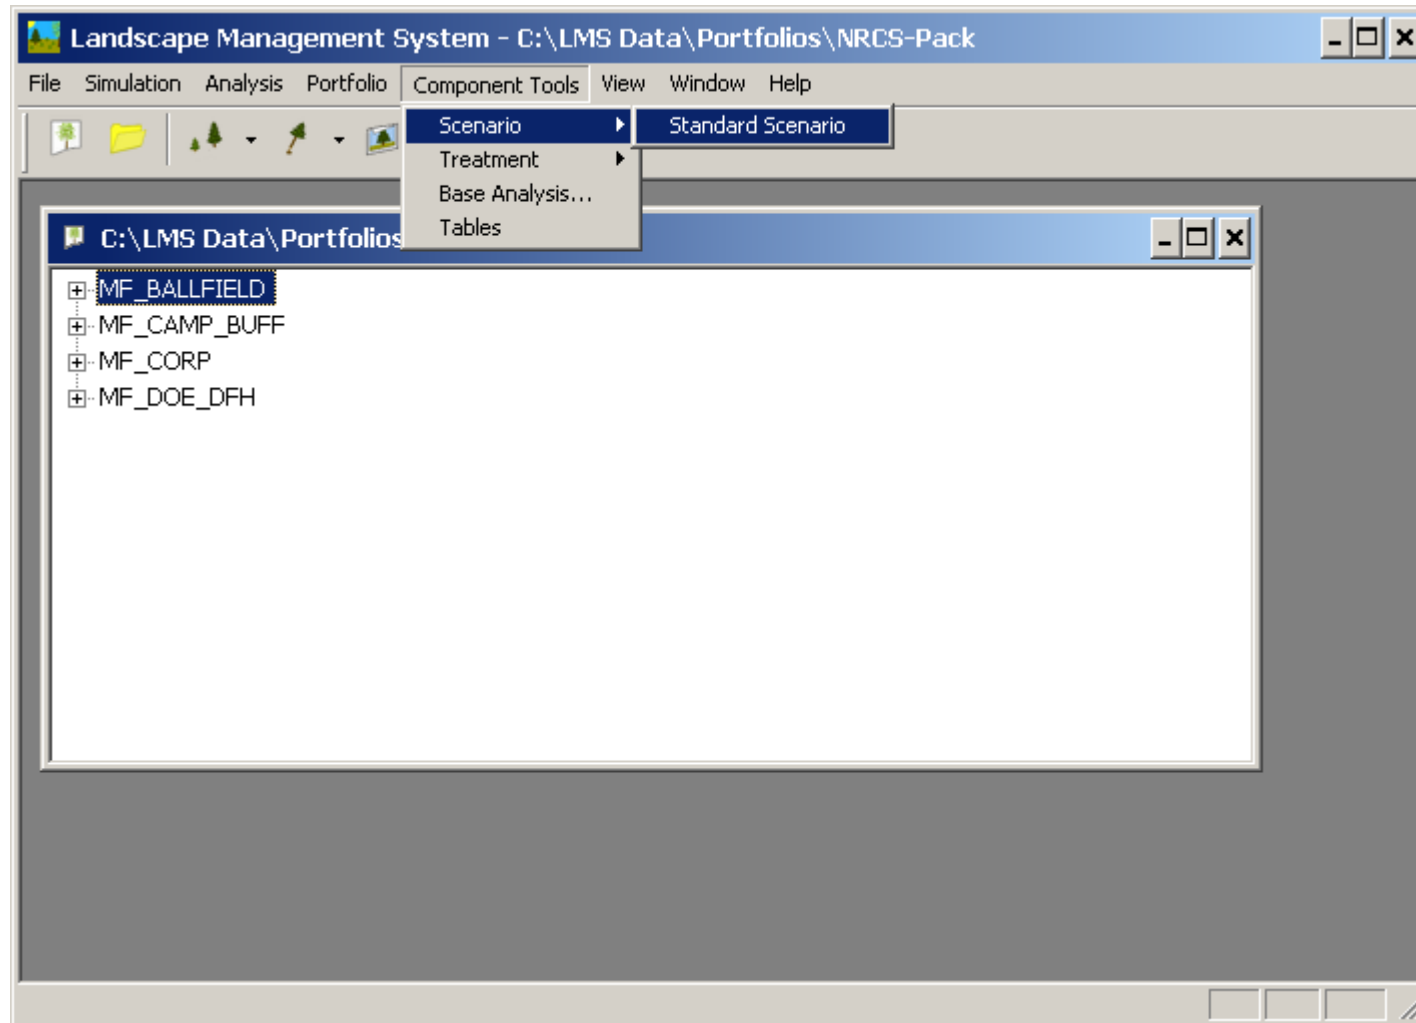 Landscape Management System - C:\LMS Data\Portfolios\NRCS-Pack
File Simulation Analysis Portfolio Component Tools View Window Help
Scenario Standard Scenario
Treatment
Base Analysis...
Tables
C:\LMS Data\Portfolios
MF_BALLFIELD
MF_CAMP_BUFF
MF_CORP
MF_DOE_DFH